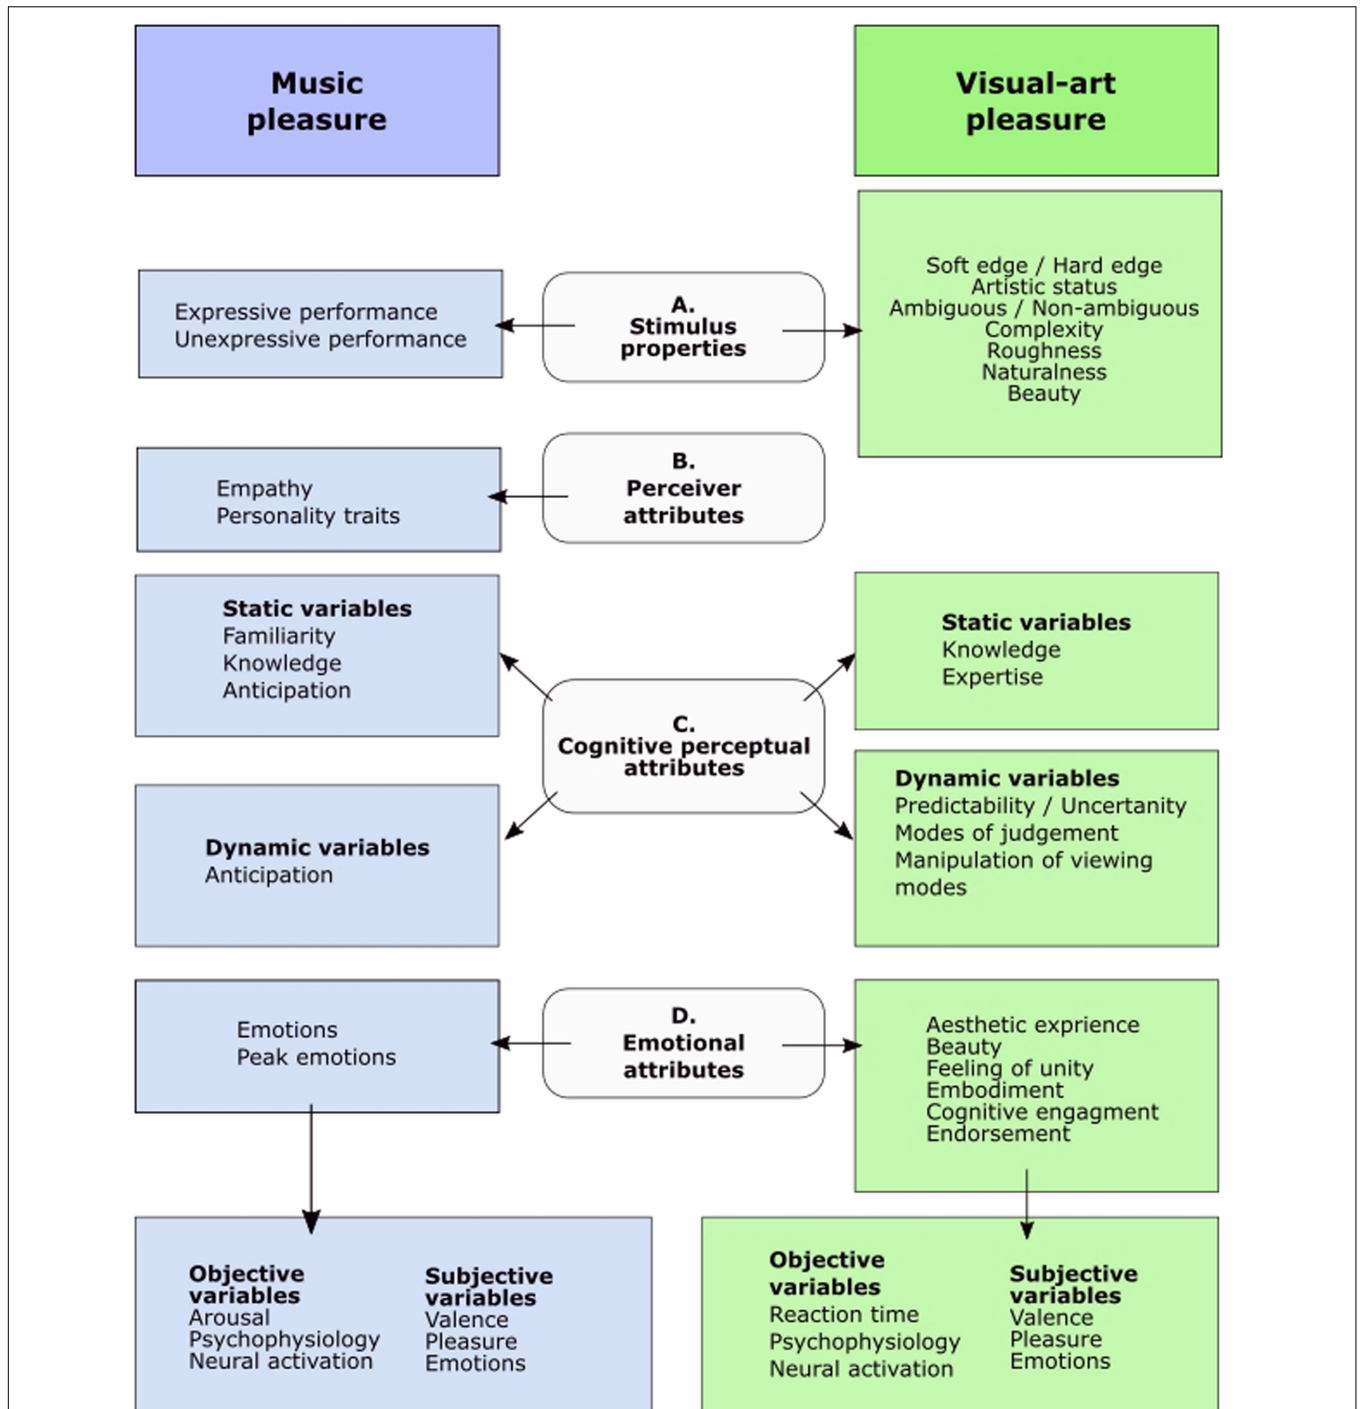 Music
pleasure
Visual-art
pleasure
Expressive performance
Unexpressive performance
A.
Stimulus
properties
Soft edge / Hard edge
Artistic status
Ambiguous / Non-ambiguous
Complexity
Roughness
Naturalness
Beauty
Empathy
Personality traits
B.
Perceiver
attributes
Static variables
Familiarity
Knowledge
Anticipation
C.
Cognitive perceptual
attributes
Static variables
Knowledge
Expertise
Dynamic variables
Anticipation
Dynamic variables
Predictability / Uncertanity
Modes of judgement
Manipulation of viewing
modes
Emotions
Peak emotions
D.
Emotional
attributes
Aesthetic exprience
Beauty
Feeling of unity
Embodiment
Cognitive engagment
Endorsement
Objective
variables
Arousal
Psychophysiology
Neural activation
Subjective
variables
Valence
Pleasure
Emotions
Objective
variables
Reaction time
Psychophysiology
Neural activation
Subjective
variables
Valence
Pleasure
Emotions